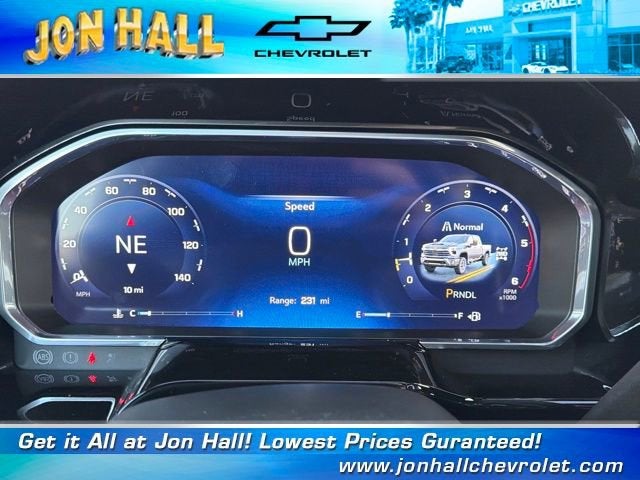 JON HALL
CHEVROLET
CHEVROLET
Speed
0
MPH
Range: 231 mi
20 40 60 80 100 120 140
MPH
NE
10 mi
0 1 2 3 4 5 6
RPM
x1000
Normal
PRNDL
C H
E F
ABS
Get it All at Jon Hall! Lowest Prices Guranteed!
www.jonhallchevrolet.com